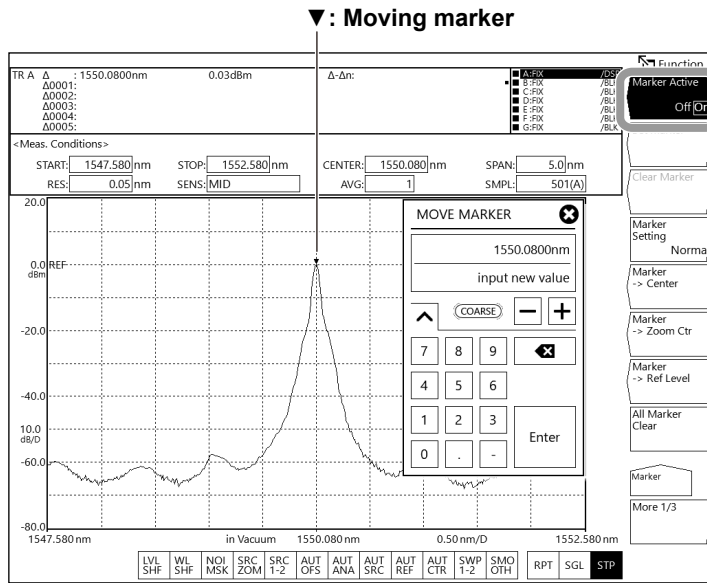 ▼: Moving marker
Function
TR A Δ : 1550.0800nm 0.03dBm Δ-Δn:
Δ0001:
Δ0002:
Δ0003:
Δ0004:
Δ0005:
A:FIX /DSP
B:FIX /BLK
C:FIX /BLK
D:FIX /BLK
E:FIX /BLK
F:FIX /BLK
G:FIX /BLK
Marker Active
Off On
<Meas. Conditions>
START: 1547.580 nm STOP: 1552.580 nm CENTER: 1550.080 nm SPAN: 5.0 nm
RES: 0.05 nm SENS: MID AVG: 1 SMPL: 501(A)
Clear Marker
Marker
Setting
Norma
Marker
-> Center
Marker
-> Zoom Ctr
Marker
-> Ref Level
All Marker
Clear
Marker
More 1/3
20.0
0.0 REF
dBm
-20.0
-40.0
10.0
dB/D
-60.0
-80.0
MOVE MARKER
1550.0800nm
input new value
COARSE
7 8 9
4 5 6
1 2 3
Enter
0 . -
1547.580 nm in Vacuum 1550.080 nm 0.50 nm/D 1552.580 nm
LVL SHF
WL SHF
NOI MSK
SRC ZOM
SRC 1-2
AUT OFS
AUT ANA
AUT SRC
AUT REF
AUT CTR
SWP 1-2
SMO OTH
RPT
SGL
STP